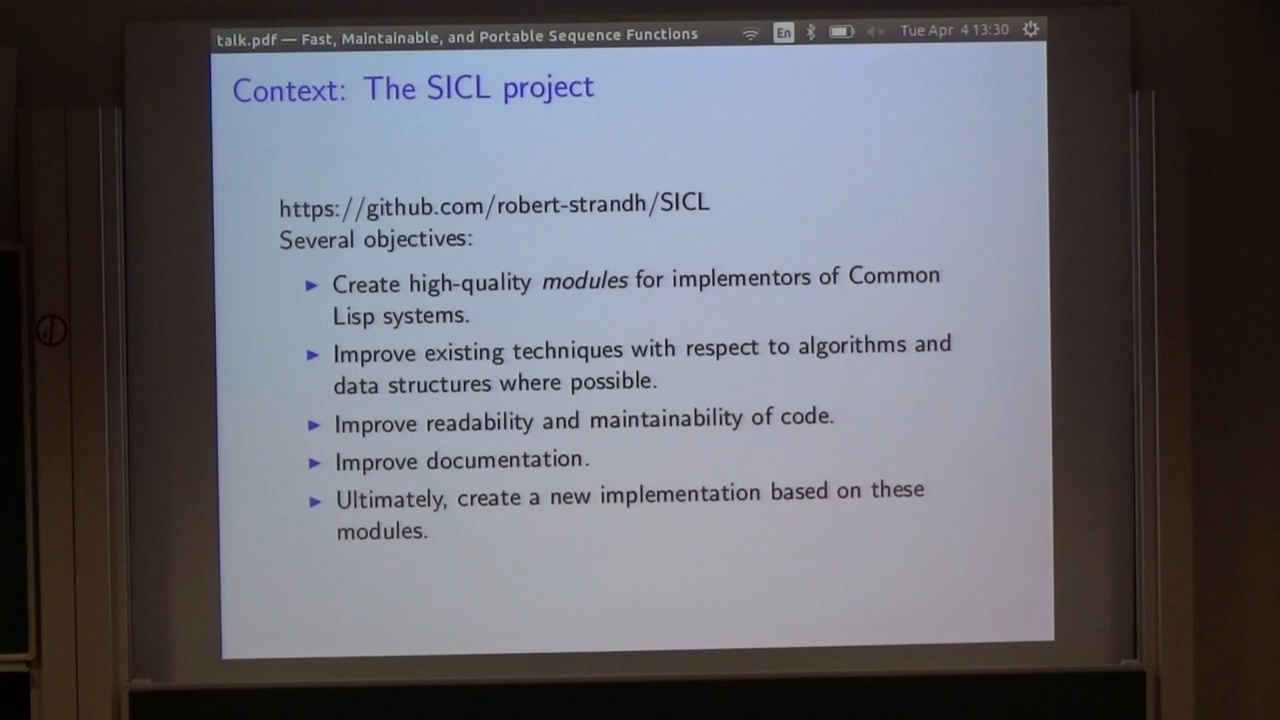 talk.pdf — Fast, Maintainable, and Portable Sequence Functions En Tue Apr 4 13:30
Context: The SICL project
https://github.com/robert-strandh/SICL
Several objectives:
► Create high-quality modules for implementors of Common
Lisp systems.
► Improve existing techniques with respect to algorithms and
data structures where possible.
► Improve readability and maintainability of code.
► Improve documentation.
► Ultimately, create a new implementation based on these
modules.